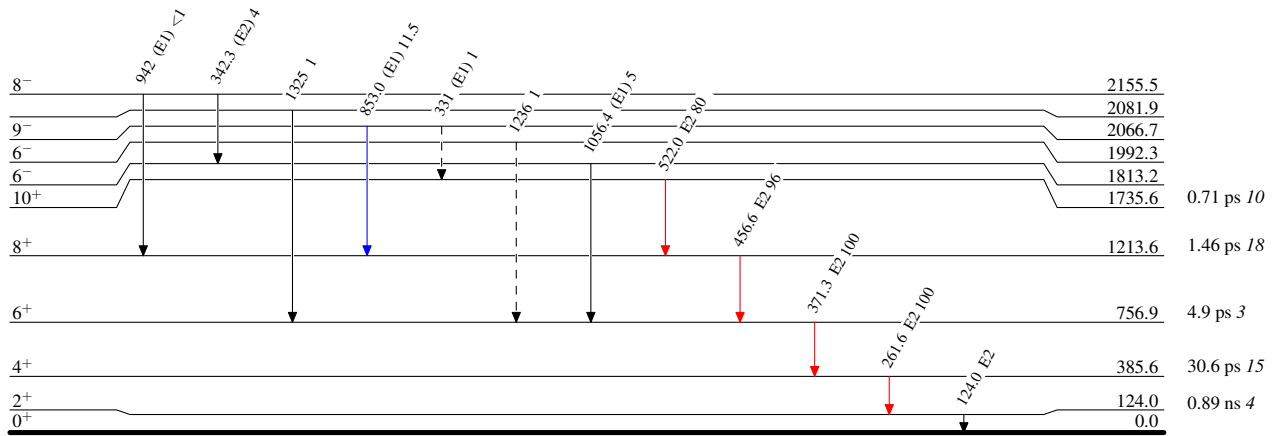 942 (E1) <1
342.3 (E2) 4
1325 1
853.0 (E1) 11.5
331 (E1) 1
1236 1
1056.4 (E1) 5
522.0 E2 80
456.6 E2 96
371.3 E2 100
261.6 E2 100
124.0 E2
8⁻ 2155.5
2081.9
9⁻ 2066.7
6⁻ 1992.3
6⁻ 1813.2
10⁺ 1735.6 0.71 ps 10
8⁺ 1213.6 1.46 ps 18
6⁺ 756.9 4.9 ps 3
4⁺ 385.6 30.6 ps 15
2⁺ 124.0 0.89 ns 4
0⁺ 0.0